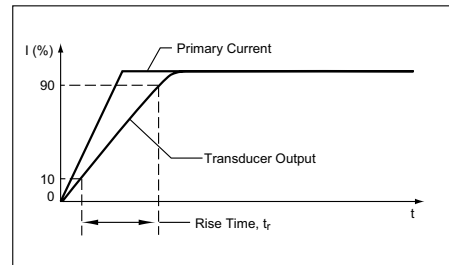 I (%)
Primary Current
90
Transducer Output
10
0
t
Rise Time, tr